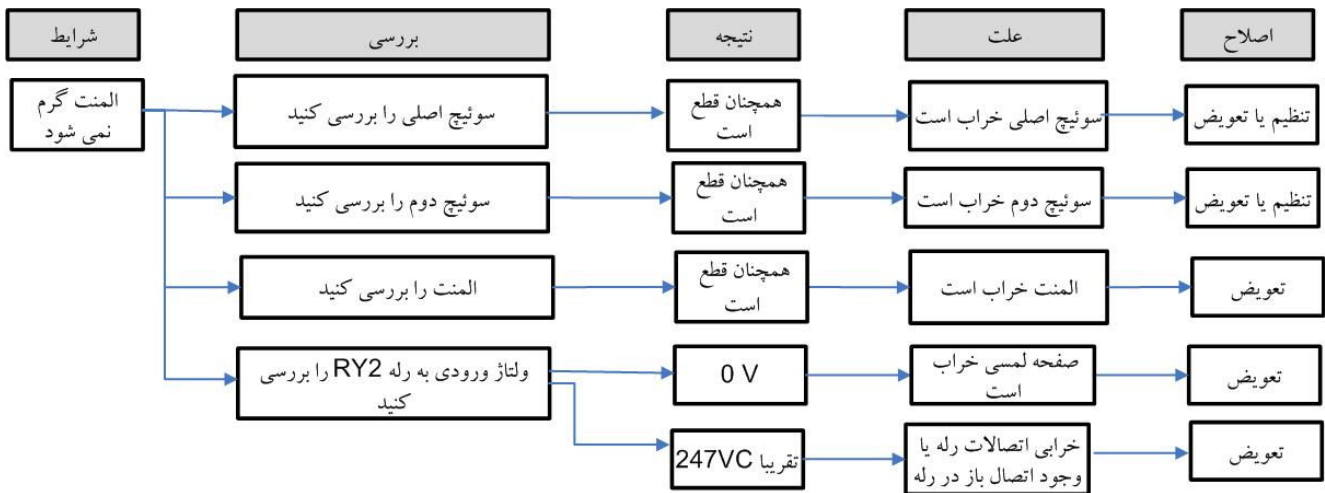 شرایط
بررسی
نتیجه
علت
اصلاح
المنت گرم
نمی شود
سوئیچ اصلی را بررسی کنید
همچنان قطع
است
سوئیچ اصلی خراب است
تنظیم یا تعویض
سوئیچ دوم را بررسی کنید
همچنان قطع
است
سوئیچ دوم خراب است
تنظیم یا تعویض
المنت را بررسی کنید
همچنان قطع
است
المنت خراب است
تعویض
ولتاژ ورودی به رله RY2 را بررسی
کنید
0 V
صفحه لمسی خراب
است
تعویض
تقریبا 247VC
خرابی اتصالات رله یا
وجود اتصال باز در رله
تعویض